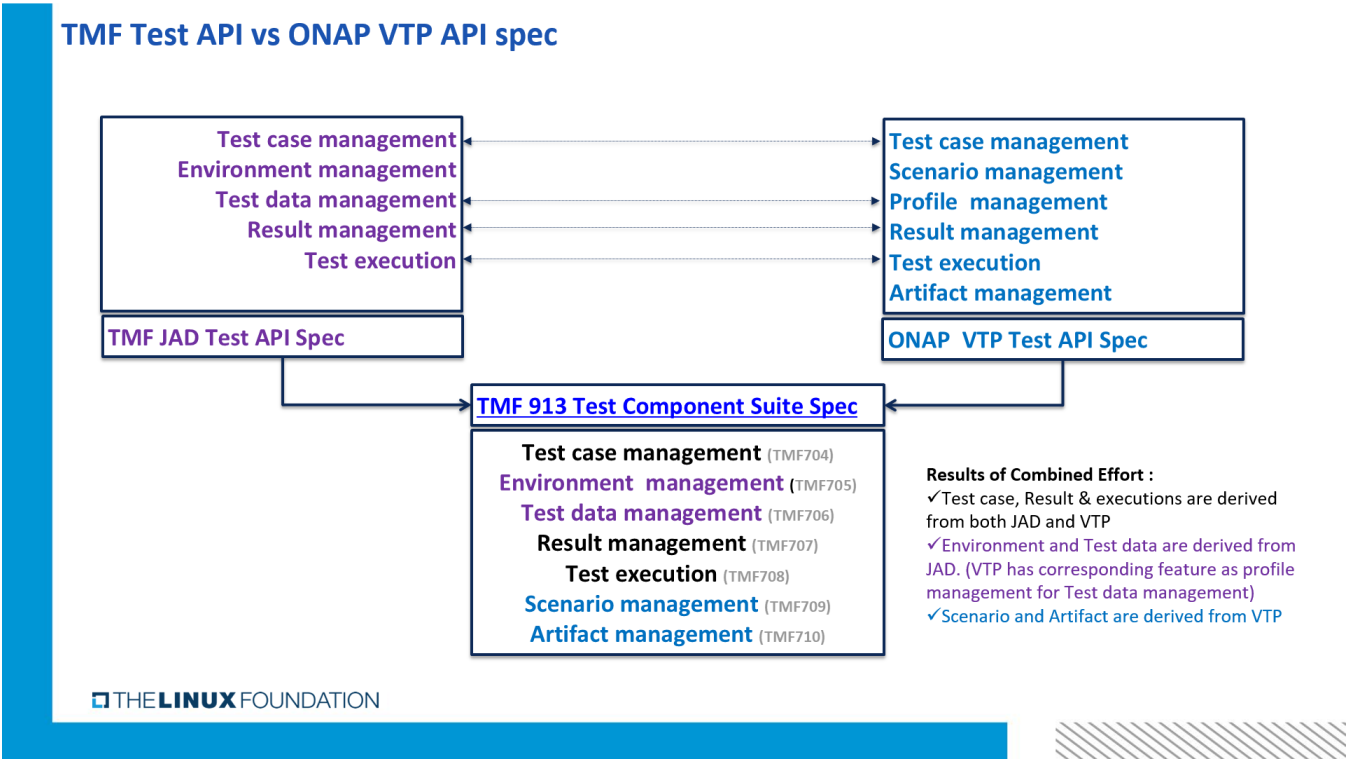 TMF Test API vs ONAP VTP API spec
Test case management
Environment management
Test data management
Result management
Test execution
TMF JAD Test API Spec
Test case management
Scenario management
Profile  management
Result management
Test execution
Artifact management
ONAP  VTP Test API Spec
TMF 913 Test Component Suite Spec
Test case management (TMF704)
Environment  management (TMF705)
Test data management (TMF706)
Result management (TMF707)
Test execution (TMF708)
Scenario management (TMF709)
Artifact management (TMF710)
Results of Combined Effort :
✓Test case, Result & executions are derived
from both JAD and VTP
✓Environment and Test data are derived from
JAD. (VTP has corresponding feature as profile
management for Test data management)
✓Scenario and Artifact are derived from VTP
THE LINUX FOUNDATION